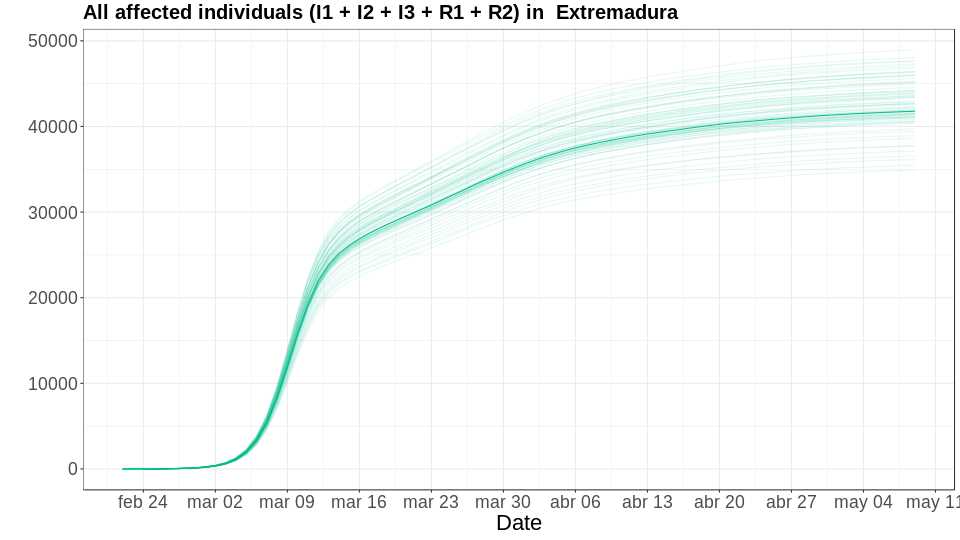 All affected individuals (I1 + I2 + I3 + R1 + R2) in  Extremadura
50000
40000
30000
20000
10000
0
feb 24 mar 02 mar 09 mar 16 mar 23 mar 30 abr 06 abr 13 abr 20 abr 27 may 04 may 11
Date